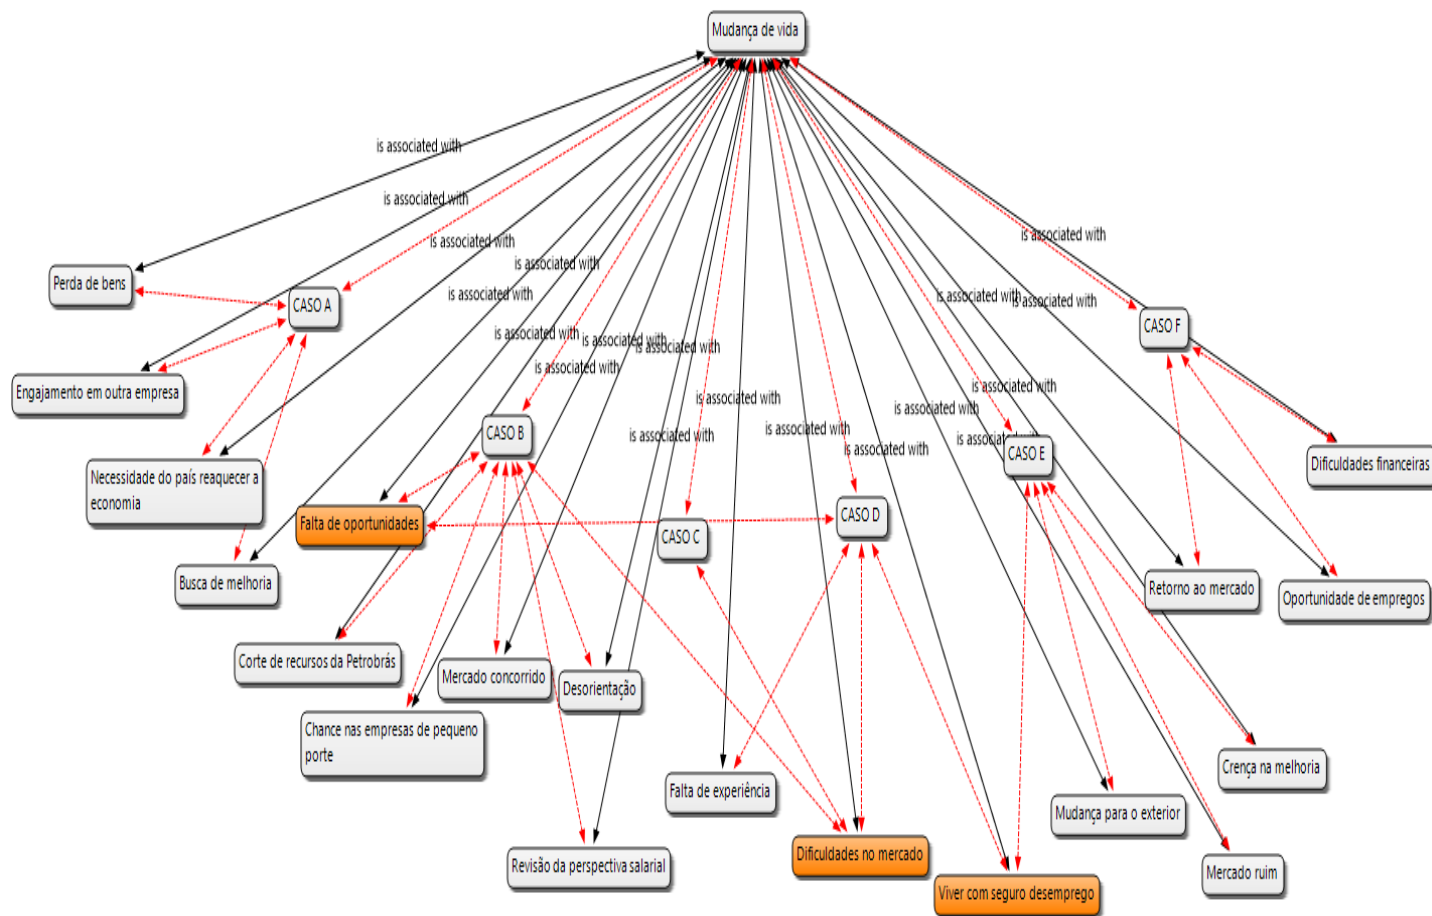 Mudança de vida
is associated with
is associated with
is associated with
is associated with
is associated with
Perda de bens
is associated with
is associated with
is associated with
CASO A
CASO F
is associated with
is associated with
is associated with
is associated with
is associated with
Engajamento em outra empresa
is associated with
is associated with
CASO B
is associated with
is associated with
is associated with
is associated with
CASO E
Dificuldades financeiras
Necessidade do país reaquecer a
economia
Falta de oportunidades
CASO D
CASO C
Busca de melhoria
Retorno ao mercado
Oportunidade de empregos
Corte de recursos da Petrobrás
Mercado concorrido
Desorientação
Chance nas empresas de pequeno
porte
Crença na melhoria
Falta de experiência
Mudança para o exterior
Dificuldades no mercado
Revisão da perspectiva salarial
Mercado ruim
Viver com seguro desemprego